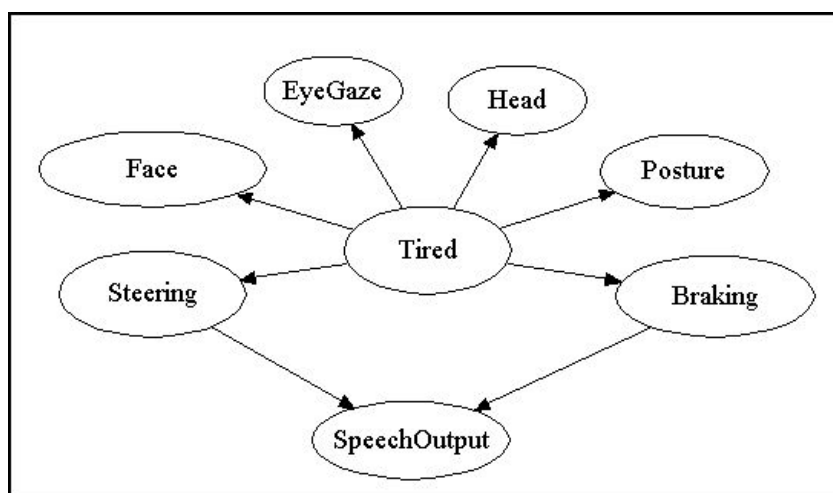 EyeGaze
Head
Face
Posture
Tired
Steering
Braking
SpeechOutput